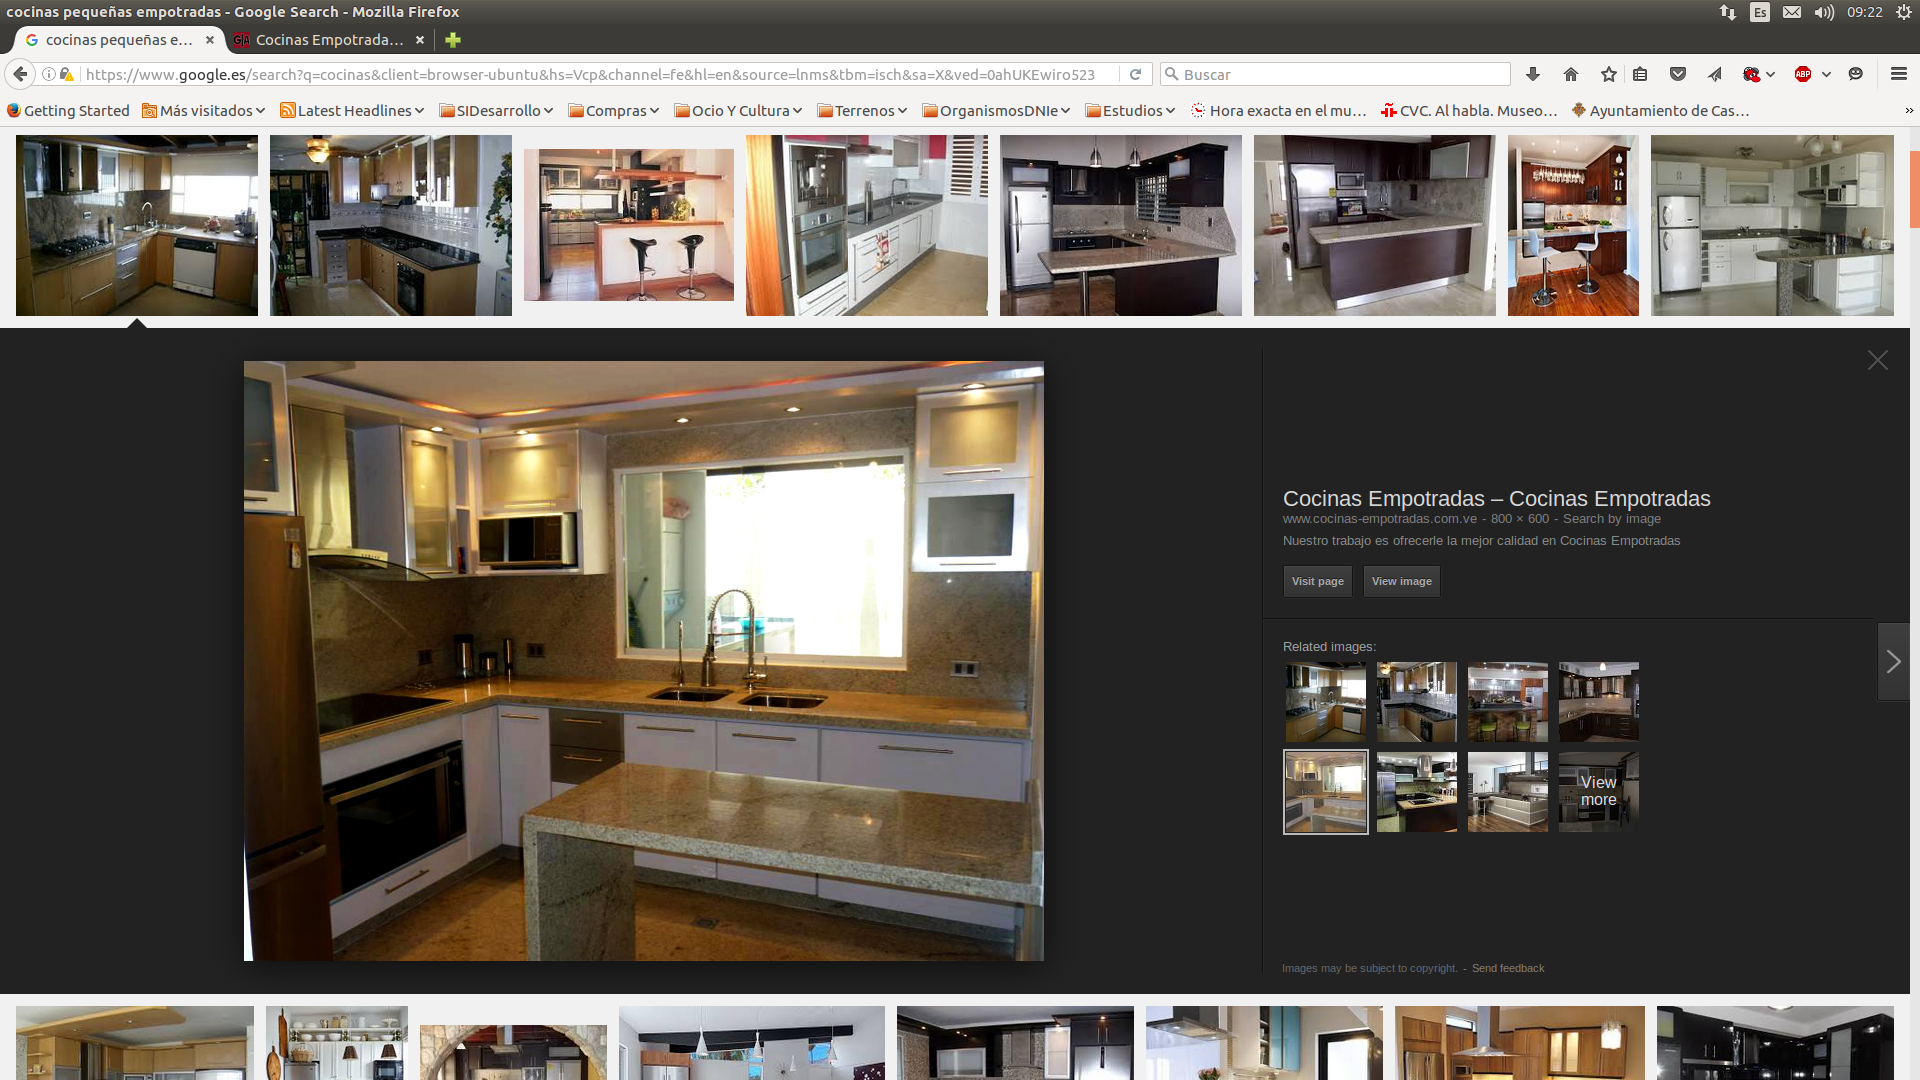 cocinas pequeñas empotradas - Google Search - Mozilla Firefox
Es
09:22
cocinas pequeñas e…
Cocinas Empotrada…
https://www.google.es/search?q=cocinas&client=browser-ubuntu&hs=Vcp&channel=fe&hl=en&source=lnms&tbm=isch&sa=X&ved=0ahUKEwiro523
Buscar
ABP
Getting Started
Más visitados
Latest Headlines
SIDesarrollo
Compras
Ocio Y Cultura
Terrenos
OrganismosDNIe
Estudios
Hora exacta en el mu…
CVC. Al habla. Museo…
Ayuntamiento de Cas…
Cocinas Empotradas – Cocinas Empotradas
www.cocinas-empotradas.com.ve - 800 × 600 - Search by image
Nuestro trabajo es ofrecerle la mejor calidad en Cocinas Empotradas
Visit page
View image
Related images:
View
more
Images may be subject to copyright. - Send feedback